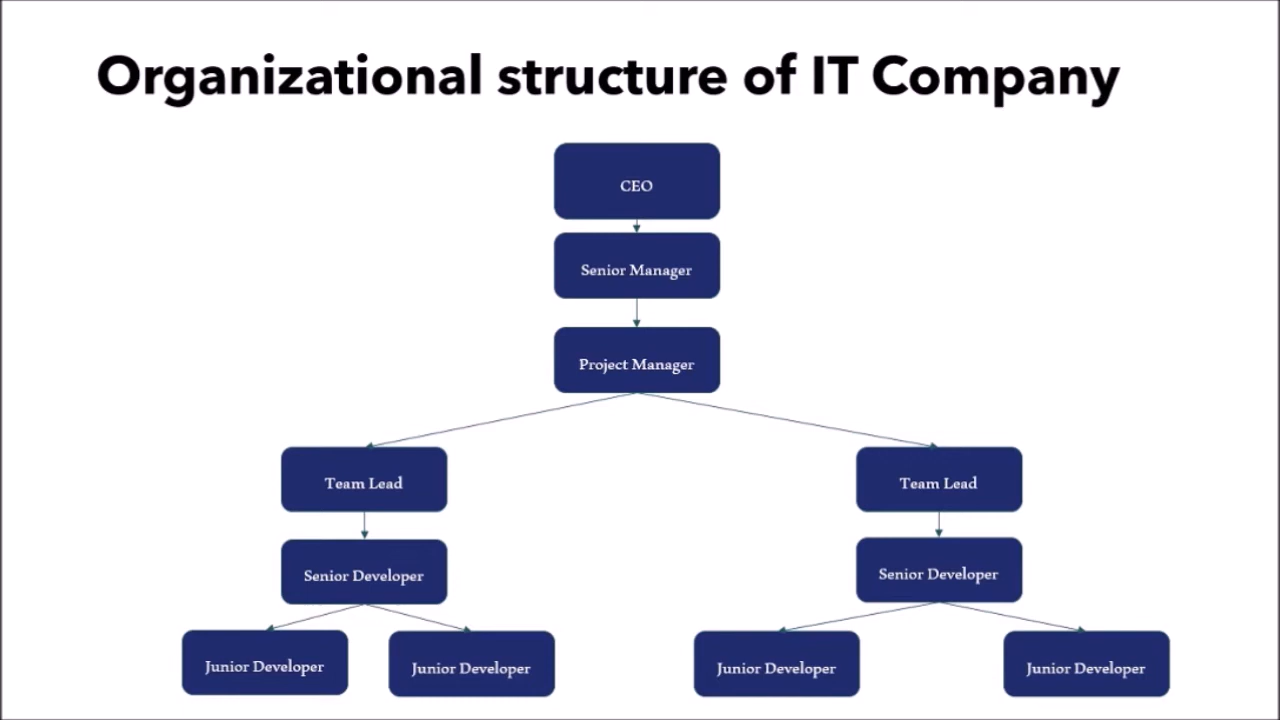 Organizational structure of IT Company
CEO
Senior Manager
Project Manager
Team Lead
Team Lead
Senior Developer
Senior Developer
Junior Developer
Junior Developer
Junior Developer
Junior Developer